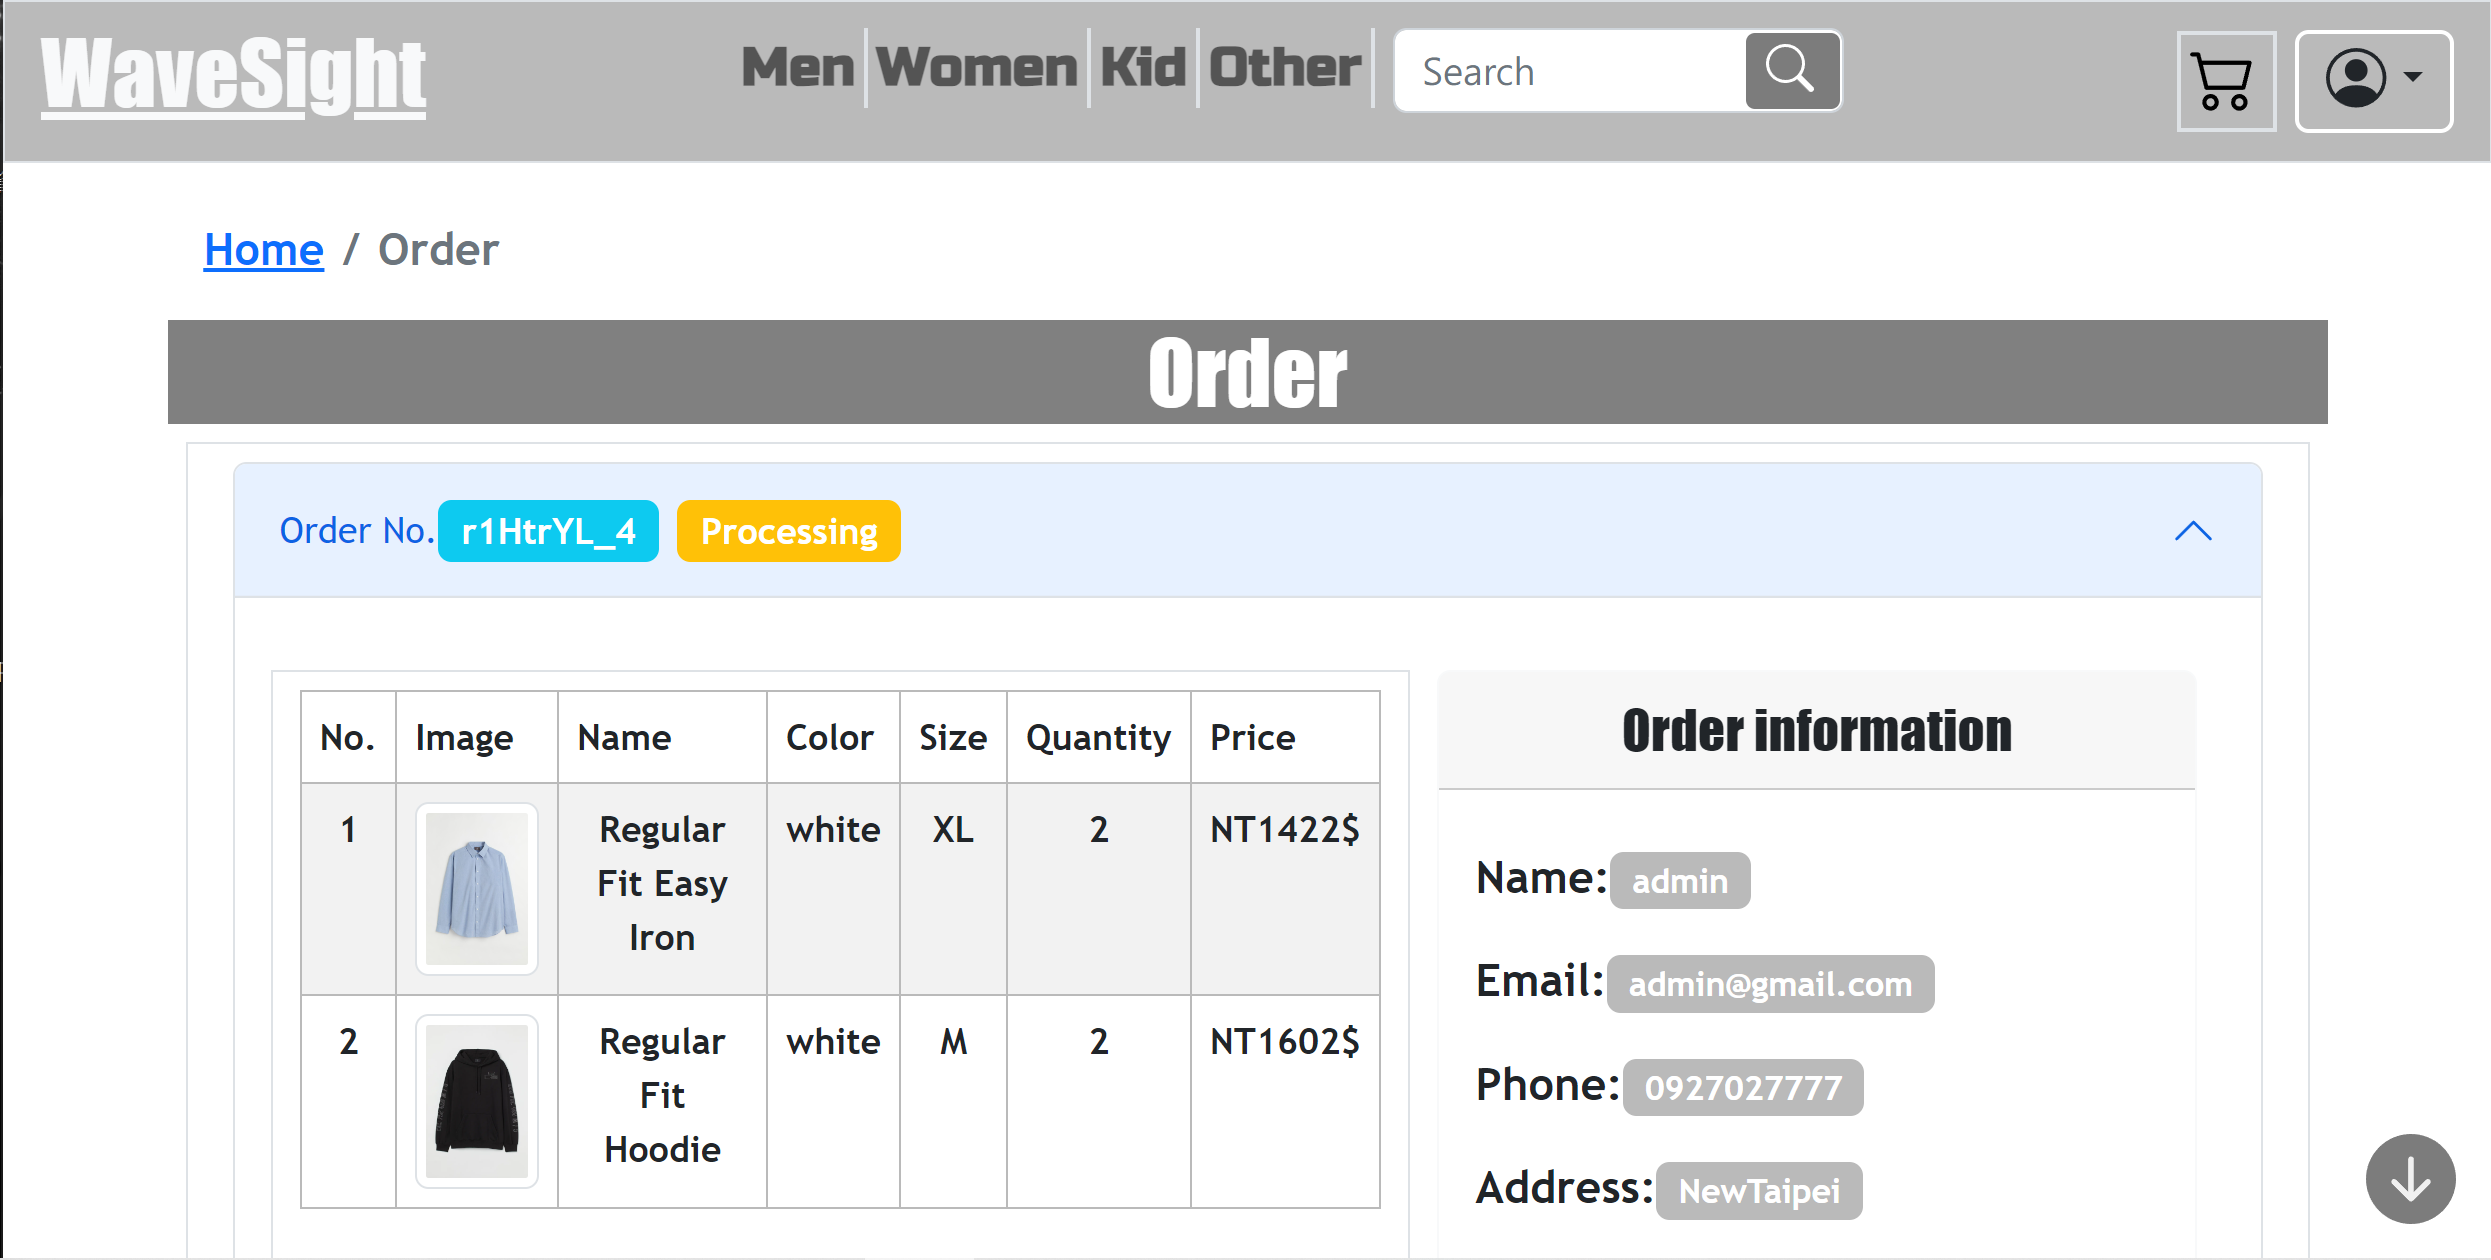 WaveSight
Men Women Kid Other Search
Home / Order
Order
Order No. r1HtrYL_4 Processing
No. Image Name Color Size Quantity Price
1 Regular Fit Easy Iron white XL 2 NT1422$
2 Regular Fit Hoodie white M 2 NT1602$
Order information
Name: admin
Email: admin@gmail.com
Phone: 0927027777
Address: NewTaipei